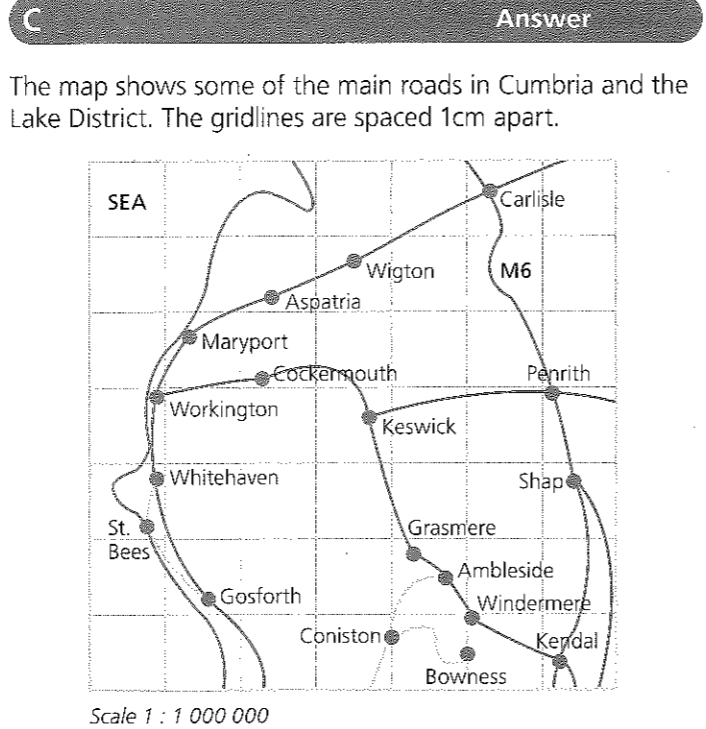 C Answer
The map shows some of the main roads in Cumbria and the
Lake District. The gridlines are spaced 1cm apart.
SEA
Carlisle
Wigton
M6
Aspatria
Maryport
Cockermouth
Penrith
Workington
Keswick
Whitehaven
Shap
St.
Bees
Grasmere
Ambleside
Gosforth
Windermere
Coniston
Kendal
Bowness
Scale 1 : 1 000 000